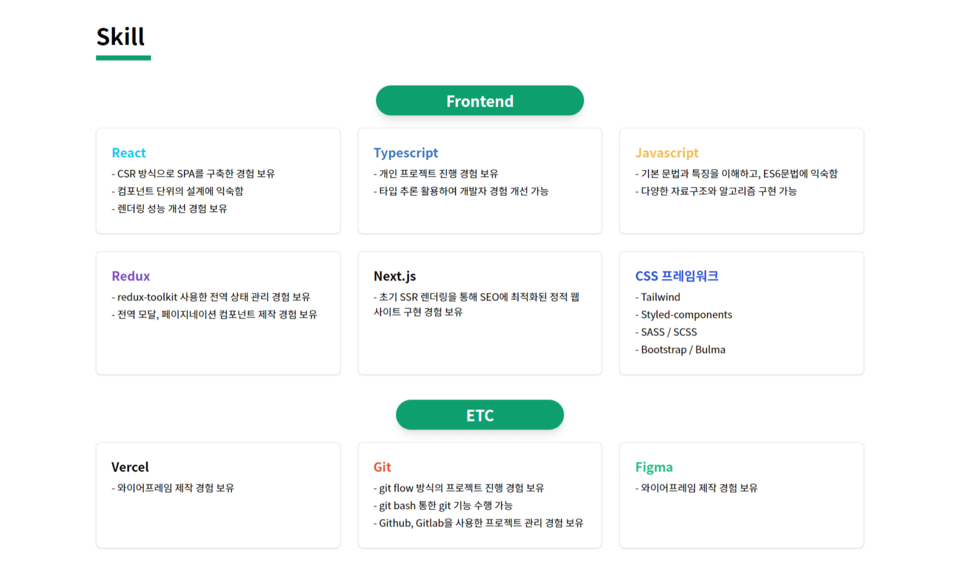 Skill
Frontend
React
- CSR 방식으로 SPA를 구축한 경험 보유
- 컴포넌트 단위의 설계에 익숙함
- 렌더링 성능 개선 경험 보유
Typescript
- 개인 프로젝트 진행 경험 보유
- 타입 추론 활용하여 개발자 경험 개선 가능
Javascript
- 기본 문법과 특징을 이해하고, ES6문법에 익숙함
- 다양한 자료구조와 알고리즘 구현 가능
Redux
- redux-toolkit 사용한 전역 상태 관리 경험 보유
- 전역 모달, 페이지네이션 컴포넌트 제작 경험 보유
Next.js
- 초기 SSR 렌더링을 통해 SEO에 최적화된 정적 웹
사이트 구현 경험 보유
CSS 프레임워크
- Tailwind
- Styled-components
- SASS / SCSS
- Bootstrap / Bulma
ETC
Vercel
- 와이어프레임 제작 경험 보유
Git
- git flow 방식의 프로젝트 진행 경험 보유
- git bash 통한 git 기능 수행 가능
- Github, Gitlab을 사용한 프로젝트 관리 경험 보유
Figma
- 와이어프레임 제작 경험 보유